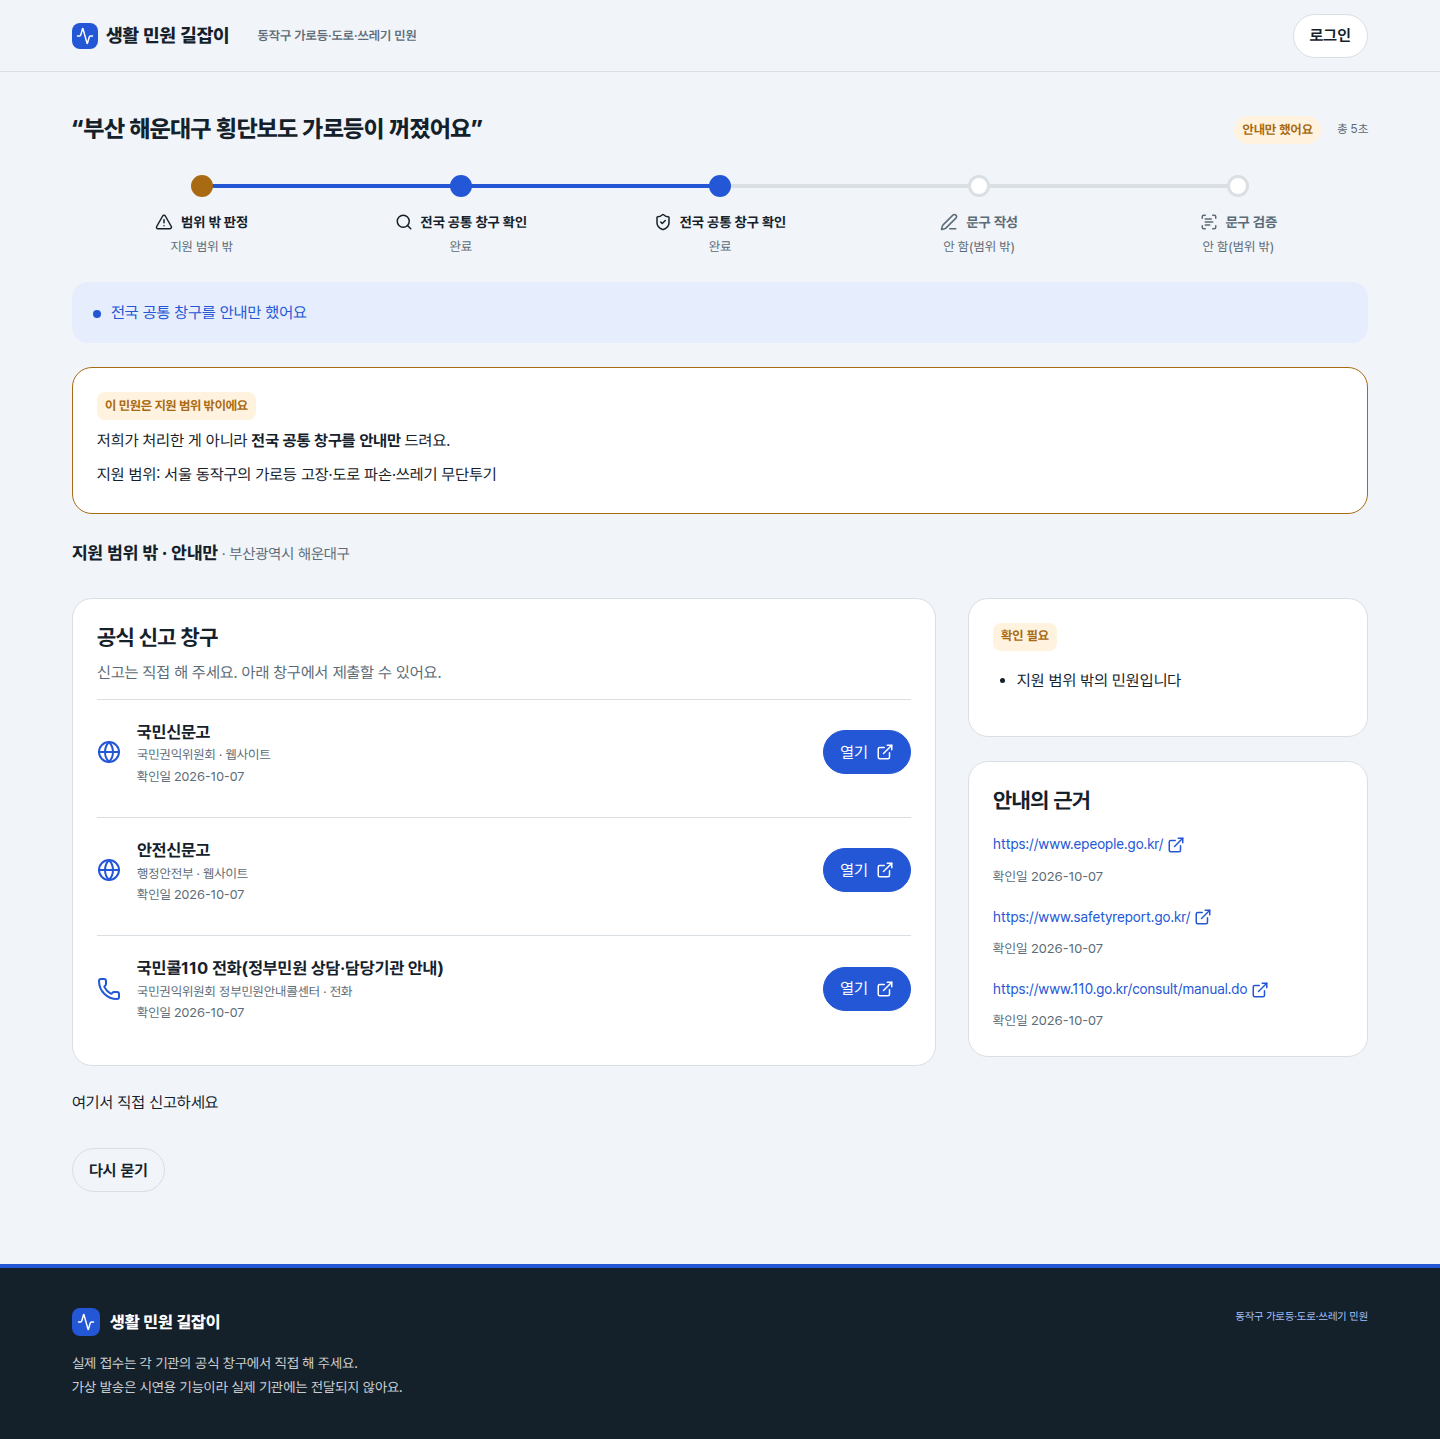 생활 민원 길잡이
동작구 가로등·도로·쓰레기 민원
로그인
“부산 해운대구 횡단보도 가로등이 꺼졌어요”
안내만 했어요
총 5초
범위 밖 판정
지원 범위 밖
전국 공통 창구 확인
완료
전국 공통 창구 확인
완료
문구 작성
안 함(범위 밖)
문구 검증
안 함(범위 밖)
전국 공통 창구를 안내만 했어요
이 민원은 지원 범위 밖이에요
저희가 처리한 게 아니라 전국 공통 창구를 안내만 드려요.
지원 범위: 서울 동작구의 가로등 고장·도로 파손·쓰레기 무단투기
지원 범위 밖 · 안내만 · 부산광역시 해운대구
공식 신고 창구
신고는 직접 해 주세요. 아래 창구에서 제출할 수 있어요.
국민신문고
국민권익위원회 · 웹사이트
확인일 2026-10-07
열기
안전신문고
행정안전부 · 웹사이트
확인일 2026-10-07
열기
국민콜110 전화(정부민원 상담·담당기관 안내)
국민권익위원회 정부민원안내콜센터 · 전화
확인일 2026-10-07
열기
확인 필요
지원 범위 밖의 민원입니다
안내의 근거
https://www.epeople.go.kr/
확인일 2026-10-07
https://www.safetyreport.go.kr/
확인일 2026-10-07
https://www.110.go.kr/consult/manual.do
확인일 2026-10-07
여기서 직접 신고하세요
다시 묻기
생활 민원 길잡이
동작구 가로등·도로·쓰레기 민원
실제 접수는 각 기관의 공식 창구에서 직접 해 주세요.
가상 발송은 시연용 기능이라 실제 기관에는 전달되지 않아요.